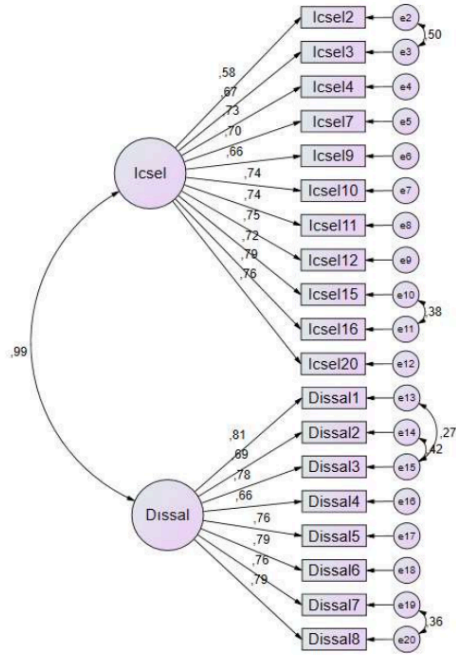 Icsel2 e2
,50
Icsel3 e3
,58
,67
Icsel4 e4
,73
Icsel7 e5
,70
Icsel9 e6
,66
Icsel
Icsel10 e7
,74
Icsel11 e8
,74
,75
Icsel12 e9
,72
Icsel15 e10
,79
,38
,76
Icsel16 e11
,99
Icsel20 e12
Dissal1 e13
,81
Dissal2 e14
,27
,69
,42
Dissal3 e15
,78
Dissal4 e16
,66
Dıssal
Dissal5 e17
,76
Dissal6 e18
,79
,76
Dissal7 e19
,79
,36
Dissal8 e20